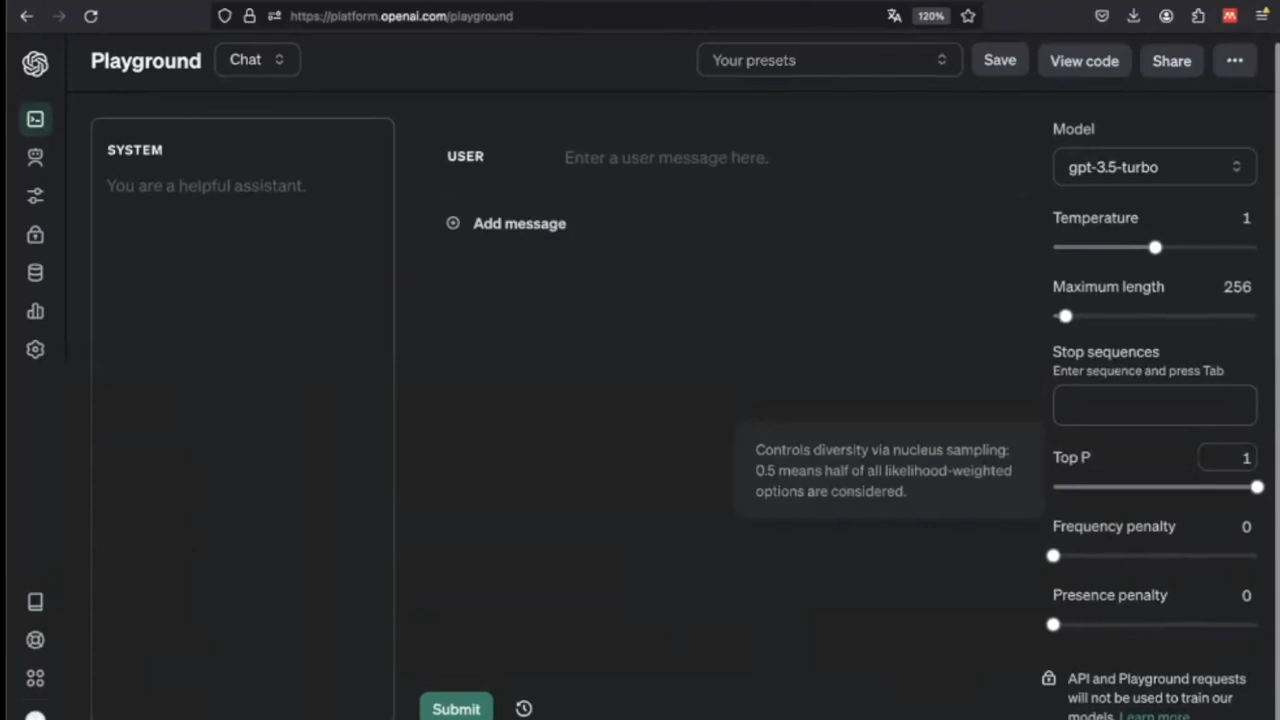 https://platform.openai.com/playground
120%
Playground
Chat
Your presets
Save
View code
Share
SYSTEM
You are a helpful assistant.
USER
Enter a user message here.
Add message
Model
gpt-3.5-turbo
Temperature
1
Maximum length
256
Stop sequences
Enter sequence and press Tab
Controls diversity via nucleus sampling:
0.5 means half of all likelihood-weighted
options are considered.
Top P
1
Frequency penalty
0
Presence penalty
0
API and Playground requests
will not be used to train our
models. Learn more
Submit